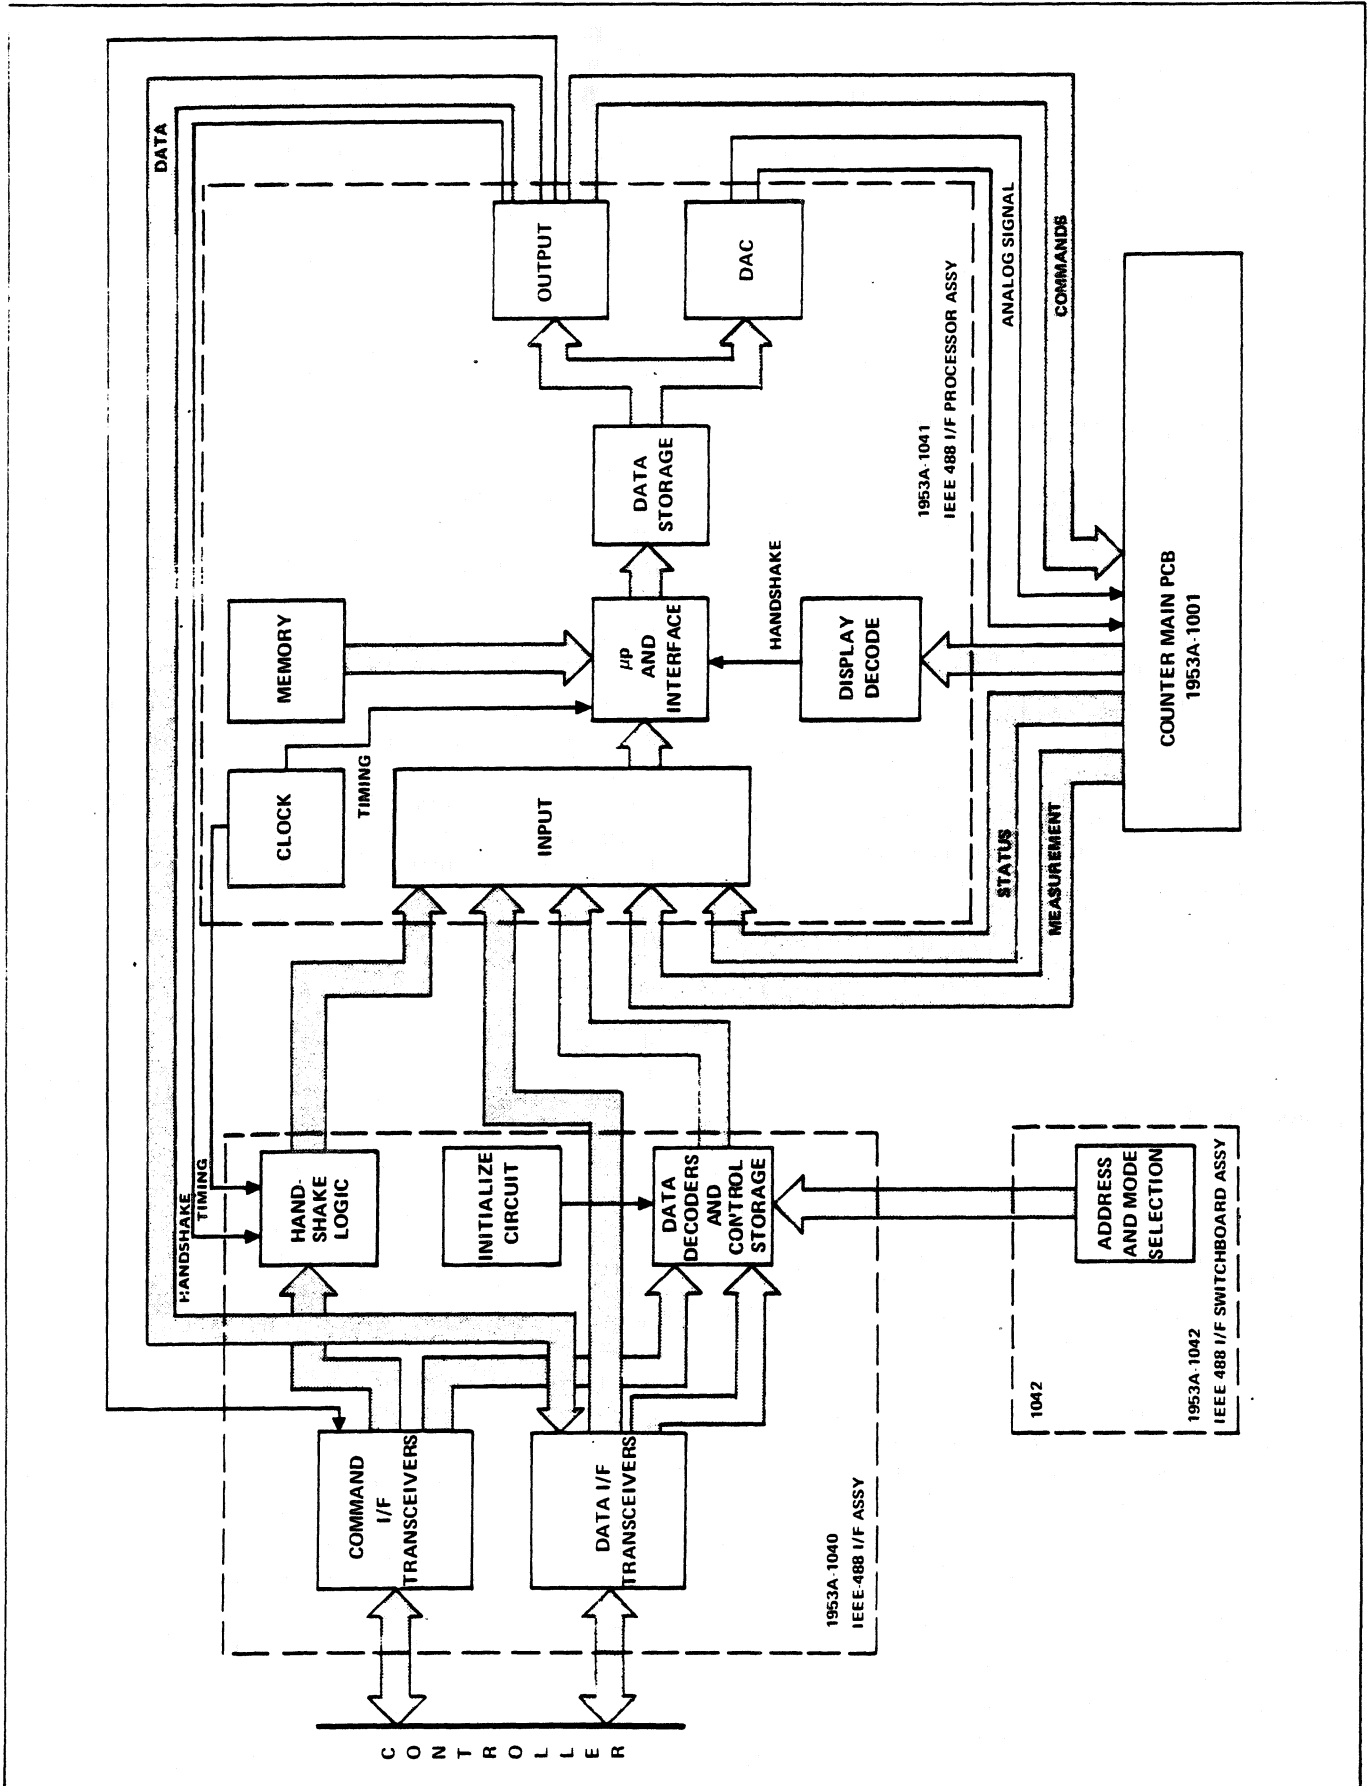 CONTROLLER
COMMAND
I/F
TRANSCEIVERS
DATA I/F
TRANSCEIVERS
1953A-1040
IEEE-488 I/F ASSY
HANDSHAKE
TIMING
HAND-
SHAKE
LOGIC
INITIALIZE
CIRCUIT
DATA
DECODERS
AND
CONTROL
STORAGE
1042
ADDRESS
AND MODE
SELECTION
1953A-1042
IEEE 488 I/F SWITCHBOARD ASSY
DATA
CLOCK
TIMING
MEMORY
INPUT
μp
AND
INTERFACE
HANDSHAKE
DISPLAY
DECODE
DATA
STORAGE
OUTPUT
DAC
1953A-1041
IEEE 488 I/F PROCESSOR ASSY
STATUS
MEASUREMENT
ANALOG SIGNAL
COMMANDS
COUNTER MAIN PCB
1953A-1001